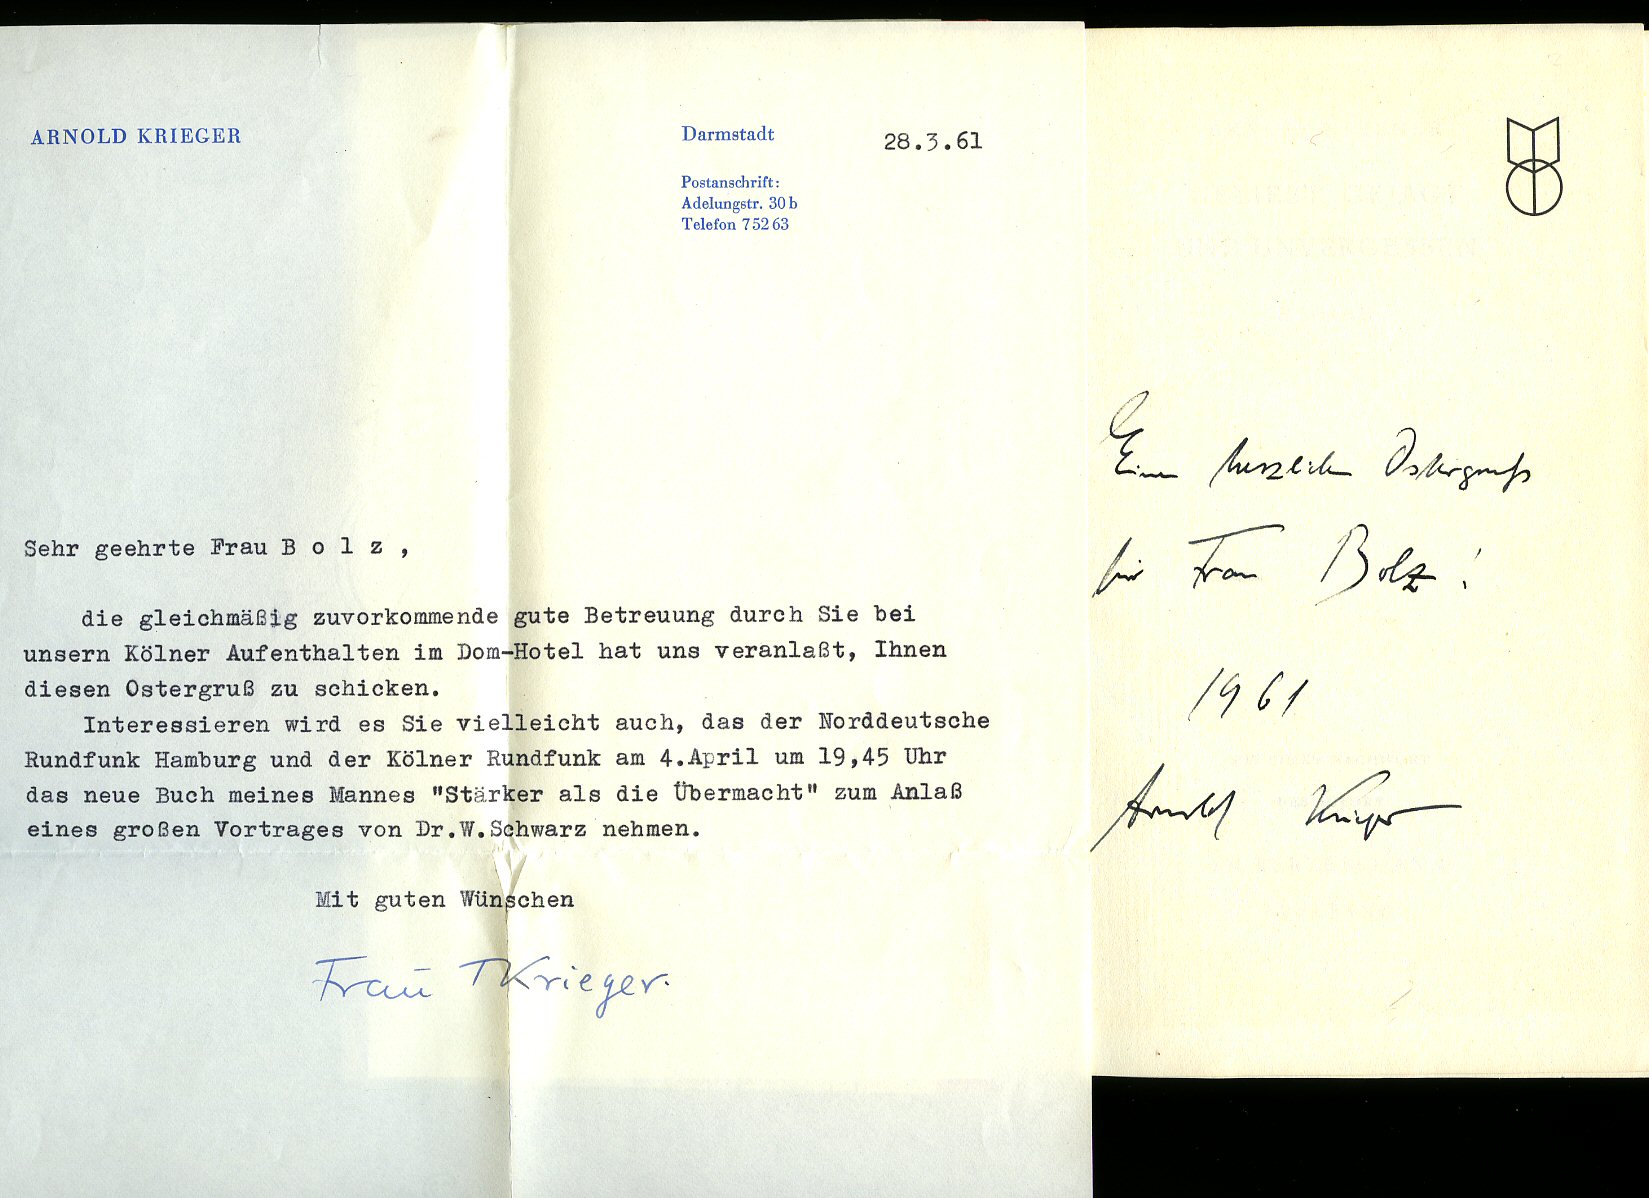 ARNOLD KRIEGER
Darmstadt
28.3.61
Postanschrift:
Adelungstr. 30 b
Telefon 7 52 63
Sehr geehrte Frau B o l z ,
die gleichmäßig zuvorkommende gute Betreuung durch Sie bei
unsern Kölner Aufenthalten im Dom-Hotel hat uns veranlaßt, Ihnen
diesen Ostergruß zu schicken.
Interessieren wird es Sie vielleicht auch, das der Norddeutsche
Rundfunk Hamburg und der Kölner Rundfunk am 4.April um 19,45 Uhr
das neue Buch meines Mannes "Stärker als die Übermacht" zum Anlaß
eines großen Vortrages von Dr.W.Schwarz nehmen.
Mit guten Wünschen
Frau TKrieger.
Einen herzlichen Ostergruß
für Frau Bolz !
1961
Arnold Krieger